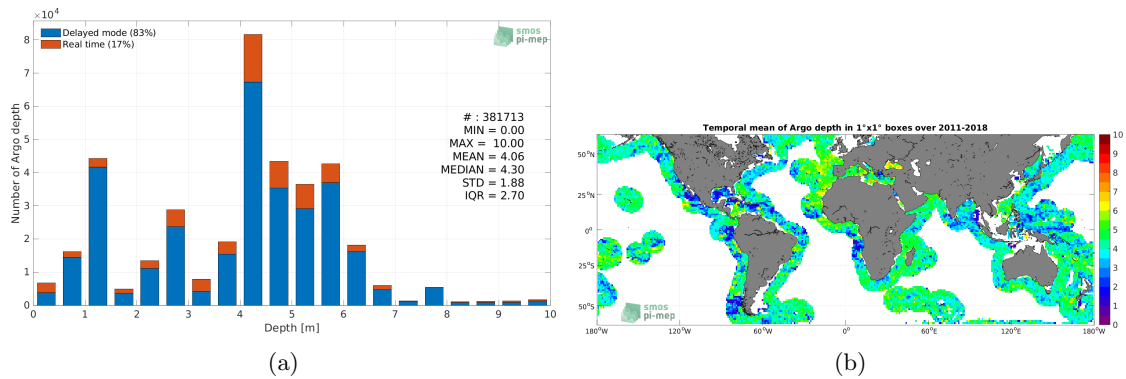 ×10⁴
Delayed mode (83%)
Real time (17%)
smos
pi-mep
8
7
6
5
4
3
2
1
0
Number of Argo depth
# : 381713
MIN = 0.00
MAX = 10.00
MEAN = 4.06
MEDIAN = 4.30
STD = 1.88
IQR = 2.70
0 1 2 3 4 5 6 7 8 9 10
Depth [m]
(a)
Temporal mean of Argo depth in 1°x1° boxes over 2011-2018
50°N
25°N
0°
25°S
50°S
180°W 120°W 60°W 0° 60°E 120°E 180°E
smos
pi-mep
10
9
8
7
6
5
4
3
2
1
0
(b)